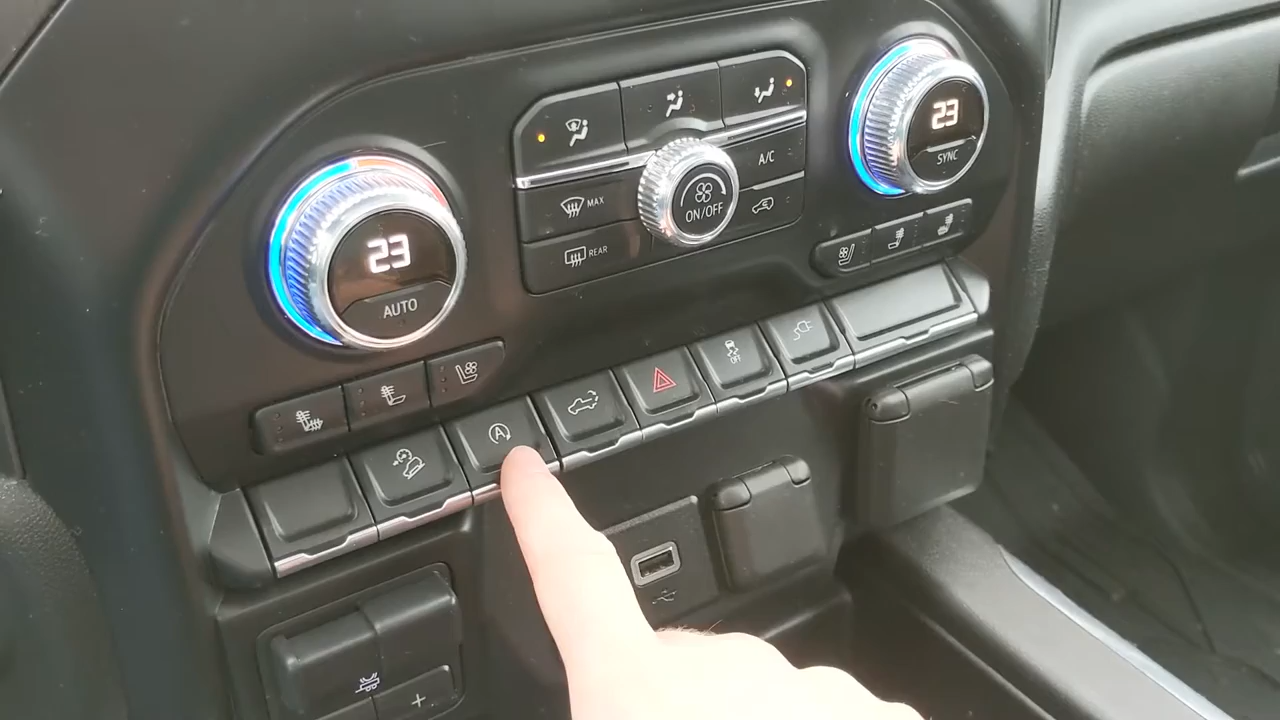 23
AUTO
MAX
REAR
ON/OFF
A/C
23
SYNC
A
OFF
+